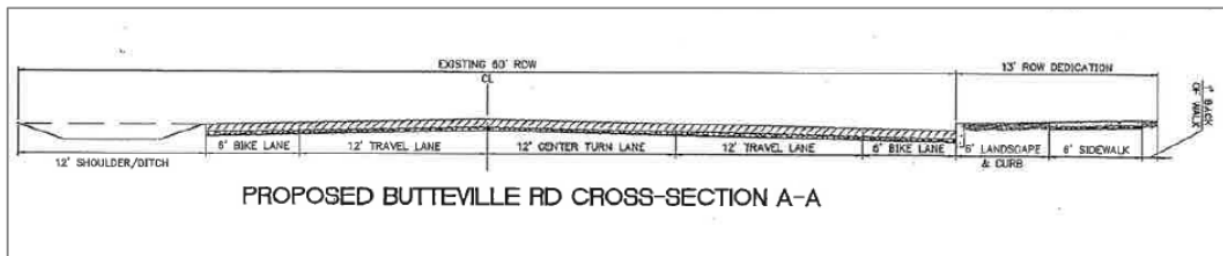 EXISTING 60' ROW
13' ROW DEDICATION
CL
1' BACK
OF WALK
12' SHOULDER/DITCH
6' BIKE LANE
12' TRAVEL LANE
12' CENTER TURN LANE
12' TRAVEL LANE
6' BIKE LANE
6' LANDSCAPE
& CURB
6' SIDEWALK
PROPOSED BUTTEVILLE RD CROSS-SECTION A-A